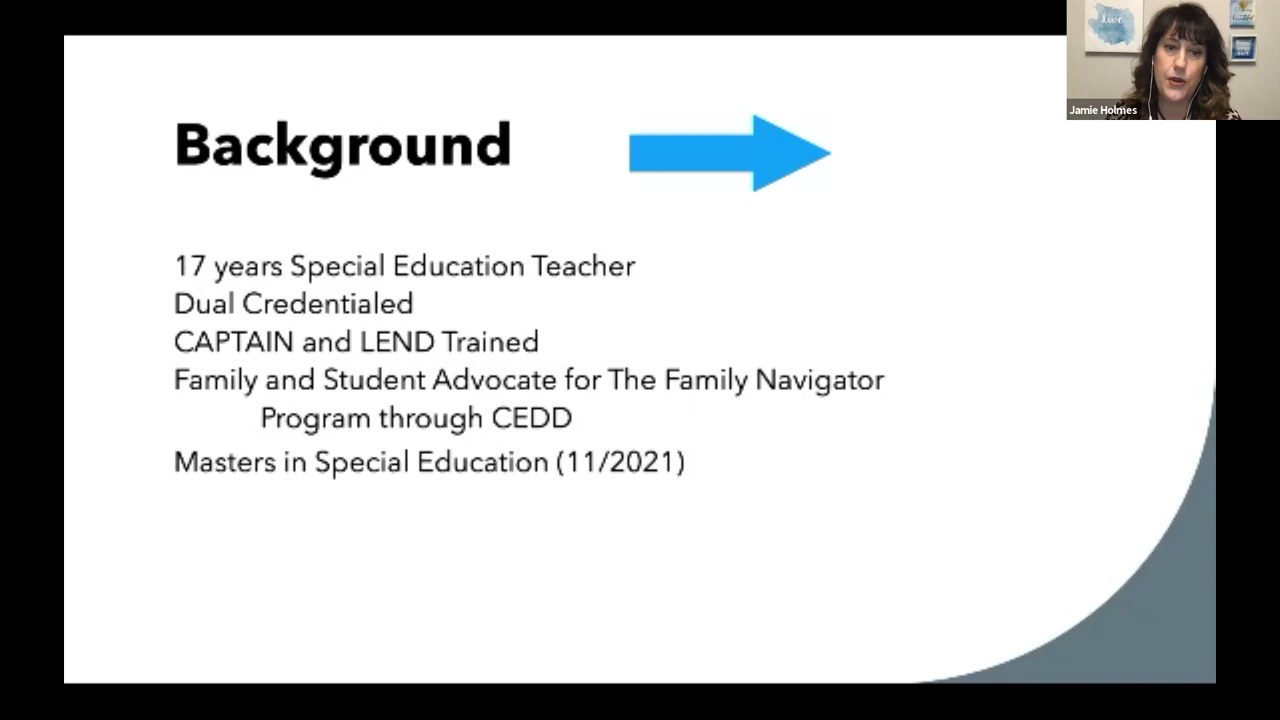 Background
17 years Special Education Teacher
Dual Credentialed
CAPTAIN and LEND Trained
Family and Student Advocate for The Family Navigator
Program through CEDD
Masters in Special Education (11/2021)
Live
Jamie Holmes